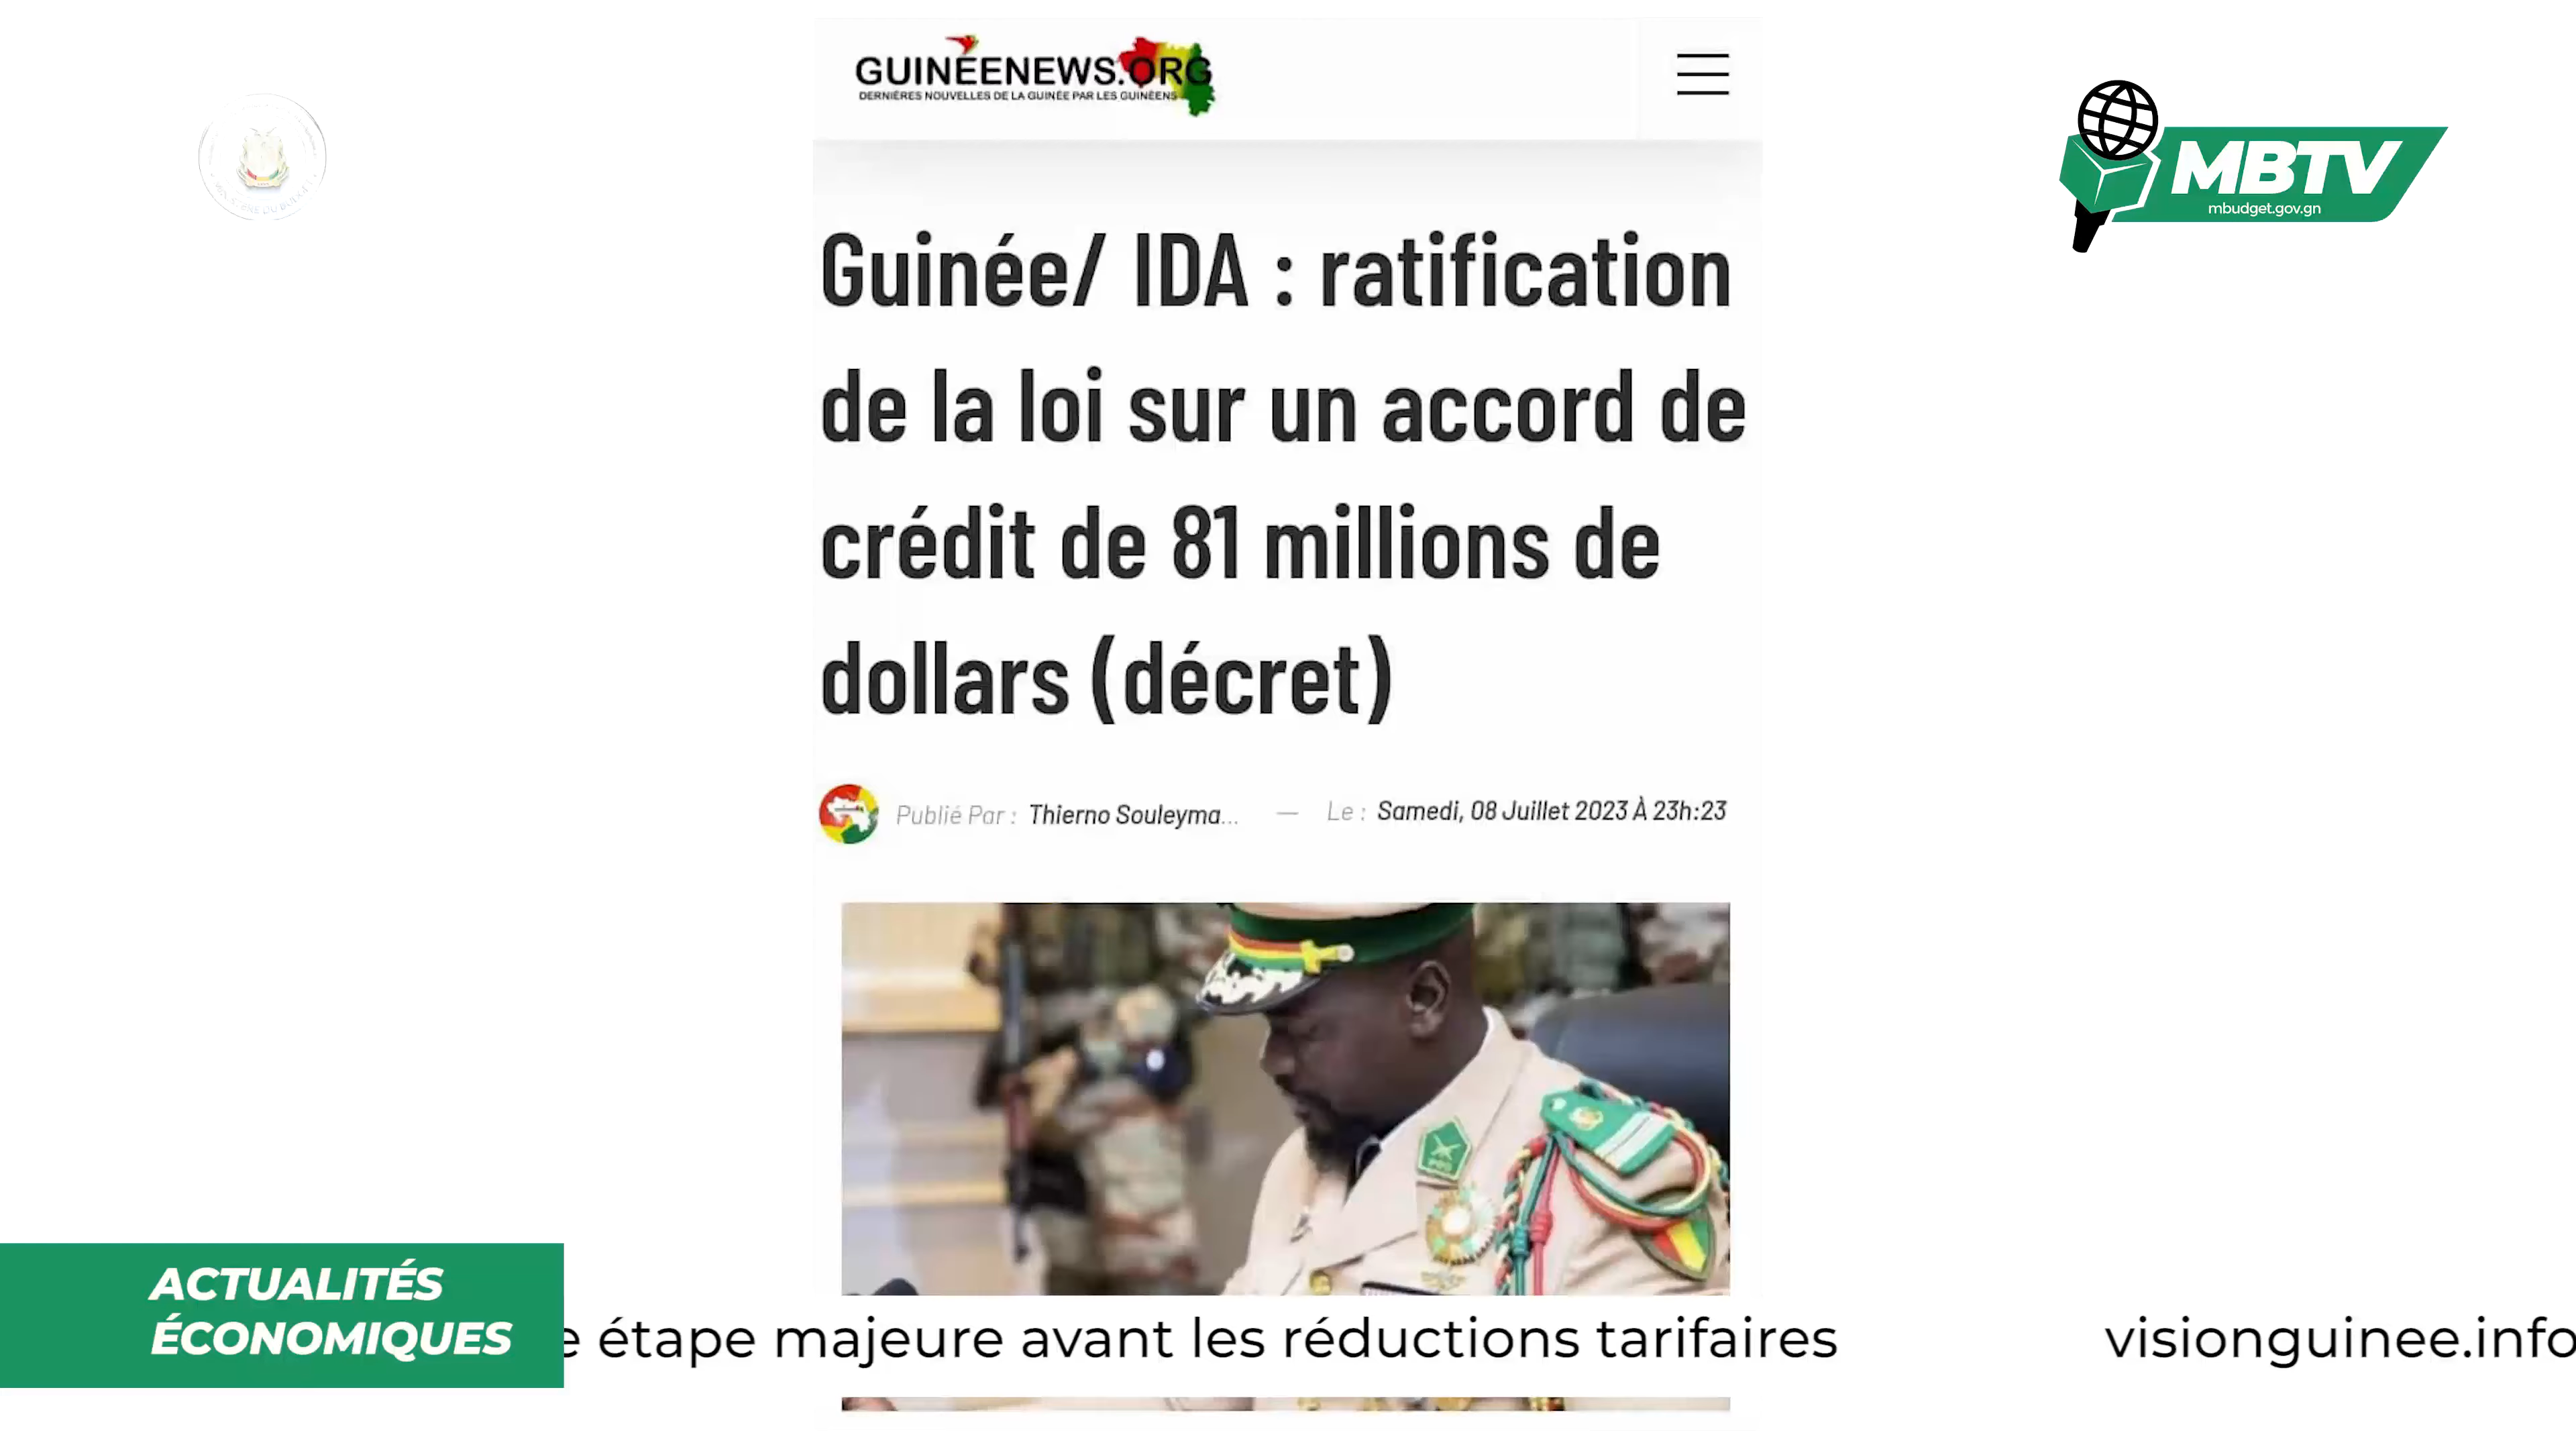 GUINÉENEWS.ORG
DERNIÈRES NOUVELLES DE LA GUINÉE PAR LES GUINÉENS
MBTV
mbudget.gov.gn
Guinée/ IDA : ratification
de la loi sur un accord de
crédit de 81 millions de
dollars (décret)
Publié Par : Thierno Souleyma... — Le : Samedi, 08 Juillet 2023 À 23h:23
ACTUALITÉS
ÉCONOMIQUES
e étape majeure avant les réductions tarifaires visionguinee.info